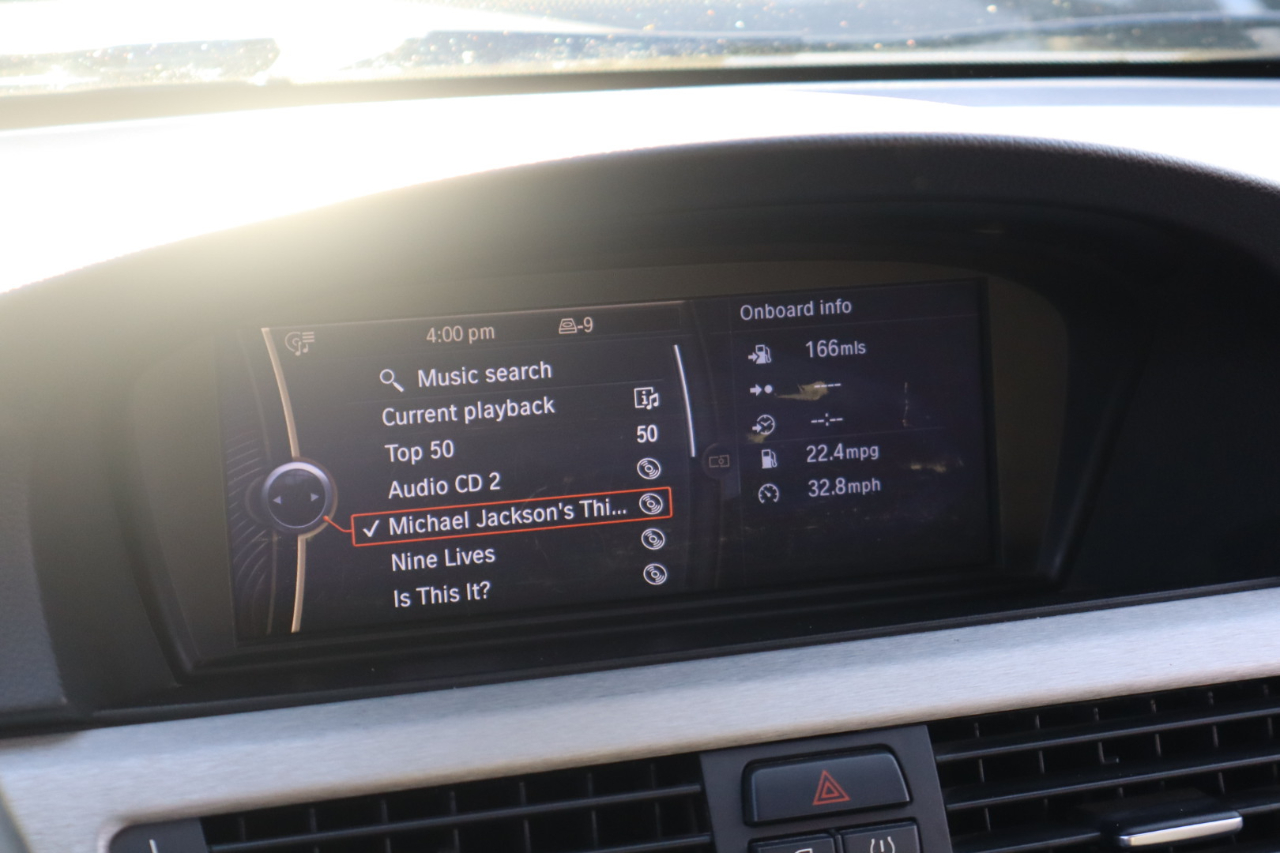 4:00 pm
-9
Music search
Current playback
Top 50
50
Audio CD 2
✓ Michael Jackson's Thi...
Nine Lives
Is This It?
Onboard info
166mls
----
--:--
22.4mpg
32.8mph